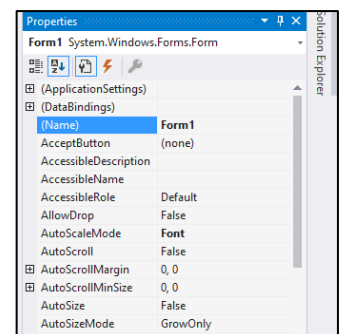 Properties
Form1 System.Windows.Forms.Form
(ApplicationSettings)
(DataBindings)
(Name) Form1
AcceptButton (none)
AccessibleDescription
AccessibleName
AccessibleRole Default
AllowDrop False
AutoScaleMode Font
AutoScroll False
AutoScrollMargin 0, 0
AutoScrollMinSize 0, 0
AutoSize False
AutoSizeMode GrowOnly
Solution Explorer